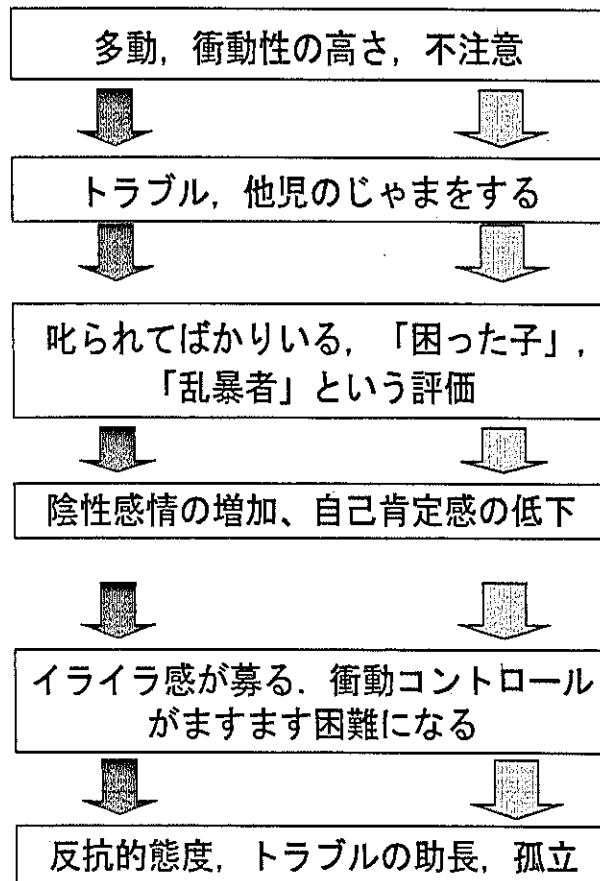 多動，衝動性の高さ，不注意
トラブル，他児のじゃまをする
叱られてばかりいる，「困った子」，
「乱暴者」という評価
陰性感情の増加、自己肯定感の低下
イライラ感が募る．衝動コントロール
がますます困難になる
反抗的態度，トラブルの助長，孤立